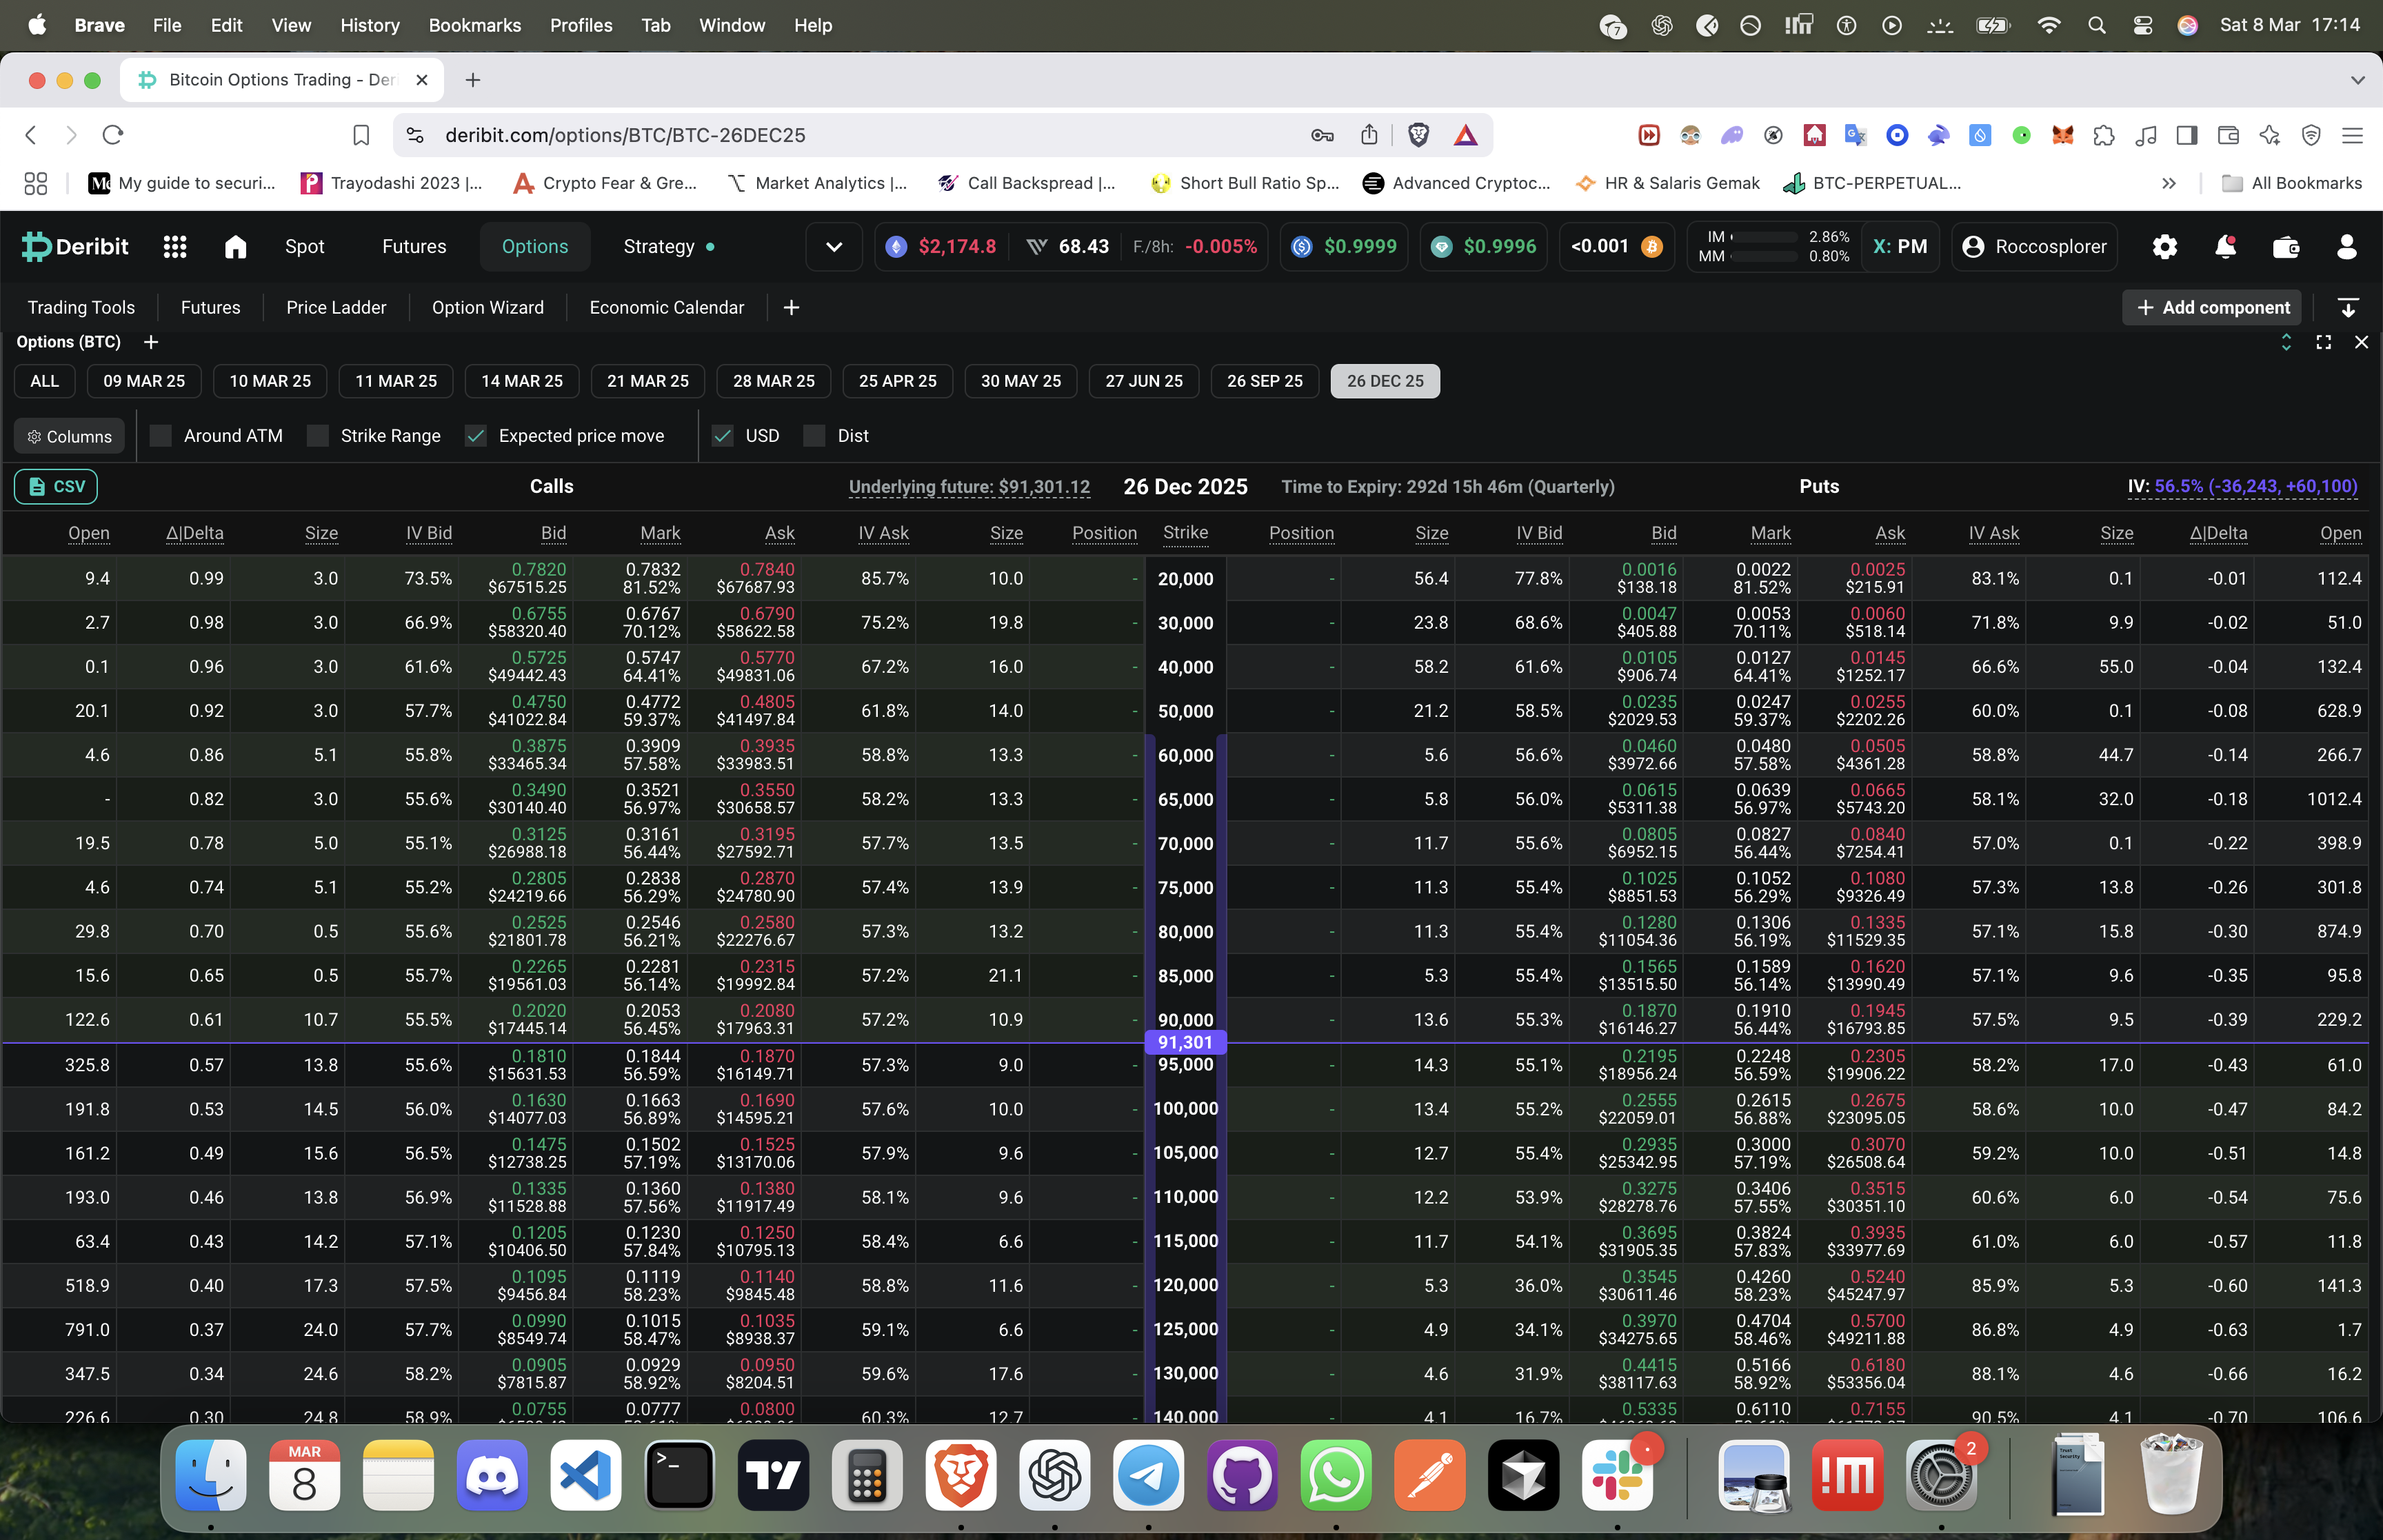 Brave File Edit View History Bookmarks Profiles Tab Window Help 7 Sat 8 Mar 17:14
Bitcoin Options Trading - Der
deribit.com/options/BTC/BTC-26DEC25
Me My guide to securi... Trayodashi 2023 |... Crypto Fear & Gre... Market Analytics |... Call Backspread |... Short Bull Ratio Sp... Advanced Cryptoc... HR & Salaris Gemak BTC-PERPETUAL... » All Bookmarks
Deribit Spot Futures Options Strategy $2,174.8 68.43 F./8h: -0.005% $0.9999 $0.9996 <0.001 IM 2.86% MM 0.80% X: PM Roccosplorer
Trading Tools Futures Price Ladder Option Wizard Economic Calendar + + Add component
Options (BTC) +
ALL 09 MAR 25 10 MAR 25 11 MAR 25 14 MAR 25 21 MAR 25 28 MAR 25 25 APR 25 30 MAY 25 27 JUN 25 26 SEP 25 26 DEC 25
Columns Around ATM Strike Range Expected price move USD Dist
CSV Calls Underlying future: $91,301.12 26 Dec 2025 Time to Expiry: 292d 15h 46m (Quarterly) Puts IV: 56.5% (-36,243, +60,100)
Open Δ|Delta Size IV Bid Bid Mark Ask IV Ask Size Position Strike Position Size IV Bid Bid Mark Ask IV Ask Size Δ|Delta Open
9.4 0.99 3.0 73.5% 0.7820 $67515.25 0.7832 81.52% 0.7840 $67687.93 85.7% 10.0 - 20,000 - 56.4 77.8% 0.0016 $138.18 0.0022 81.52% 0.0025 $215.91 83.1% 0.1 -0.01 112.4
2.7 0.98 3.0 66.9% 0.6755 $58320.40 0.6767 70.12% 0.6790 $58622.58 75.2% 19.8 - 30,000 - 23.8 68.6% 0.0047 $405.88 0.0053 70.11% 0.0060 $518.14 71.8% 9.9 -0.02 51.0
0.1 0.96 3.0 61.6% 0.5725 $49442.43 0.5747 64.41% 0.5770 $49831.06 67.2% 16.0 - 40,000 - 58.2 61.6% 0.0105 $906.74 0.0127 64.41% 0.0145 $1252.17 66.6% 55.0 -0.04 132.4
20.1 0.92 3.0 57.7% 0.4750 $41022.84 0.4772 59.37% 0.4805 $41497.84 61.8% 14.0 - 50,000 - 21.2 58.5% 0.0235 $2029.53 0.0247 59.37% 0.0255 $2202.26 60.0% 0.1 -0.08 628.9
4.6 0.86 5.1 55.8% 0.3875 $33465.34 0.3909 57.58% 0.3935 $33983.51 58.8% 13.3 - 60,000 - 5.6 56.6% 0.0460 $3972.66 0.0480 57.58% 0.0505 $4361.28 58.8% 44.7 -0.14 266.7
- 0.82 3.0 55.6% 0.3490 $30140.40 0.3521 56.97% 0.3550 $30658.57 58.2% 13.3 - 65,000 - 5.8 56.0% 0.0615 $5311.38 0.0639 56.97% 0.0665 $5743.20 58.1% 32.0 -0.18 1012.4
19.5 0.78 5.0 55.1% 0.3125 $26988.18 0.3161 56.44% 0.3195 $27592.71 57.7% 13.5 - 70,000 - 11.7 55.6% 0.0805 $6952.15 0.0827 56.44% 0.0840 $7254.41 57.0% 0.1 -0.22 398.9
4.6 0.74 5.1 55.2% 0.2805 $24219.66 0.2838 56.29% 0.2870 $24780.90 57.4% 13.9 - 75,000 - 11.3 55.4% 0.1025 $8851.53 0.1052 56.29% 0.1080 $9326.49 57.3% 13.8 -0.26 301.8
29.8 0.70 0.5 55.6% 0.2525 $21801.78 0.2546 56.21% 0.2580 $22276.67 57.3% 13.2 - 80,000 - 11.3 55.4% 0.1280 $11054.36 0.1306 56.19% 0.1335 $11529.35 57.1% 15.8 -0.30 874.9
15.6 0.65 0.5 55.7% 0.2265 $19561.03 0.2281 56.14% 0.2315 $19992.84 57.2% 21.1 - 85,000 - 5.3 55.4% 0.1565 $13515.50 0.1589 56.14% 0.1620 $13990.49 57.1% 9.6 -0.35 95.8
122.6 0.61 10.7 55.5% 0.2020 $17445.14 0.2053 56.45% 0.2080 $17963.31 57.2% 10.9 - 90,000 - 13.6 55.3% 0.1870 $16146.27 0.1910 56.44% 0.1945 $16793.85 57.5% 9.5 -0.39 229.2
91,301
325.8 0.57 13.8 55.6% 0.1810 $15631.53 0.1844 56.59% 0.1870 $16149.71 57.3% 9.0 - 95,000 - 14.3 55.1% 0.2195 $18956.24 0.2248 56.59% 0.2305 $19906.22 58.2% 17.0 -0.43 61.0
191.8 0.53 14.5 56.0% 0.1630 $14077.03 0.1663 56.89% 0.1690 $14595.21 57.6% 10.0 - 100,000 - 13.4 55.2% 0.2555 $22059.01 0.2615 56.88% 0.2675 $23095.05 58.6% 10.0 -0.47 84.2
161.2 0.49 15.6 56.5% 0.1475 $12738.25 0.1502 57.19% 0.1525 $13170.06 57.9% 9.6 - 105,000 - 12.7 55.4% 0.2935 $25342.95 0.3000 57.19% 0.3070 $26508.64 59.2% 10.0 -0.51 14.8
193.0 0.46 13.8 56.9% 0.1335 $11528.88 0.1360 57.56% 0.1380 $11917.49 58.1% 9.6 - 110,000 - 12.2 53.9% 0.3275 $28278.76 0.3406 57.55% 0.3515 $30351.10 60.6% 6.0 -0.54 75.6
63.4 0.43 14.2 57.1% 0.1205 $10406.50 0.1230 57.84% 0.1250 $10795.13 58.4% 6.6 - 115,000 - 11.7 54.1% 0.3695 $31905.35 0.3824 57.83% 0.3935 $33977.69 61.0% 6.0 -0.57 11.8
518.9 0.40 17.3 57.5% 0.1095 $9456.84 0.1119 58.23% 0.1140 $9845.48 58.8% 11.6 - 120,000 - 5.3 36.0% 0.3545 $30611.46 0.4260 58.23% 0.5240 $45247.97 85.9% 5.3 -0.60 141.3
791.0 0.37 24.0 57.7% 0.0990 $8549.74 0.1015 58.47% 0.1035 $8938.37 59.1% 6.6 - 125,000 - 4.9 34.1% 0.3970 $34275.65 0.4704 58.46% 0.5700 $49211.88 86.8% 4.9 -0.63 1.7
347.5 0.34 24.6 58.2% 0.0905 $7815.87 0.0929 58.92% 0.0950 $8204.51 59.6% 17.6 - 130,000 - 4.6 31.9% 0.4415 $38117.63 0.5166 58.92% 0.6180 $53356.04 88.1% 4.6 -0.66 16.2
226.6 0.30 24.8 58.9% 0.0755 0.0777 0.0800 60.3% 12.7 140,000 4.1 16.7% 0.5335 0.6110 0.7155 90.5% 4.1 -0.70 106.6
MAR
8 2